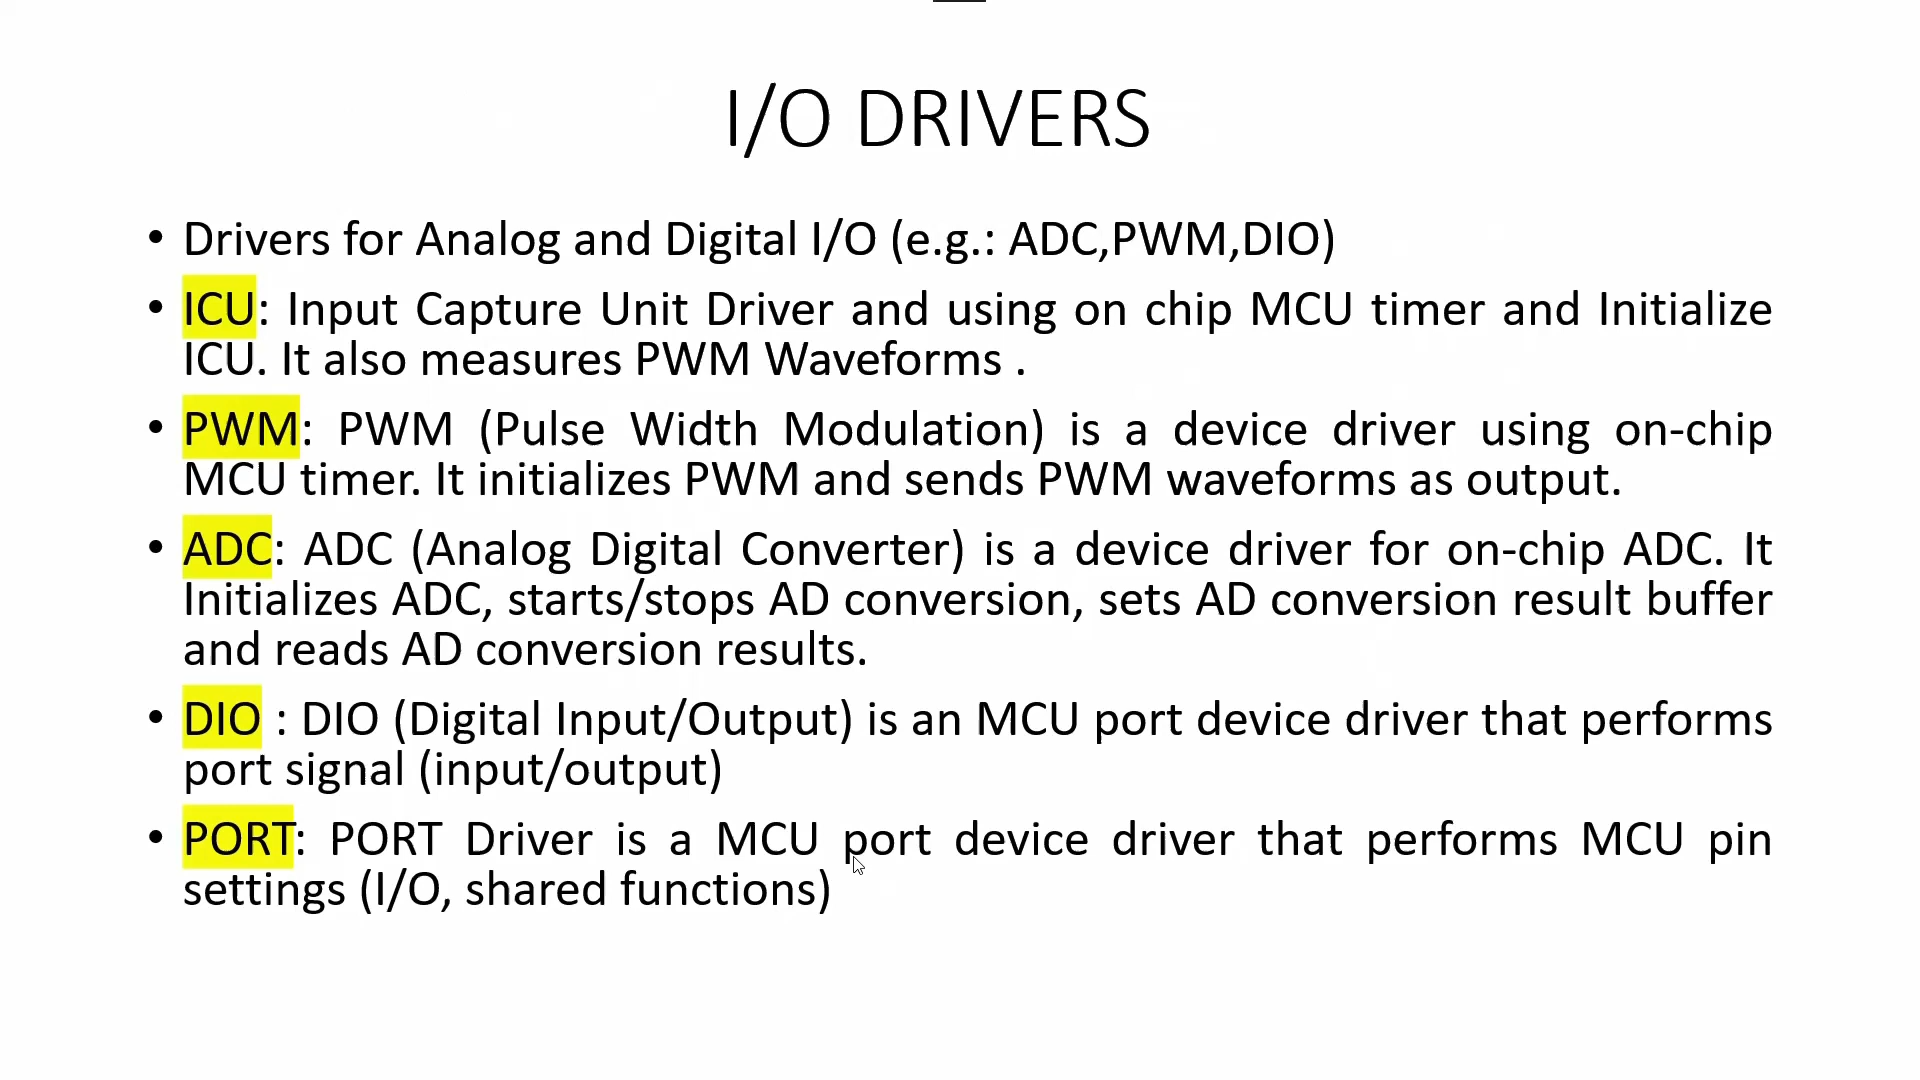 I/O DRIVERS
• Drivers for Analog and Digital I/O (e.g.: ADC,PWM,DIO)
• ICU: Input Capture Unit Driver and using on chip MCU timer and Initialize
ICU. It also measures PWM Waveforms .
• PWM: PWM (Pulse Width Modulation) is a device driver using on-chip
MCU timer. It initializes PWM and sends PWM waveforms as output.
• ADC: ADC (Analog Digital Converter) is a device driver for on-chip ADC. It
Initializes ADC, starts/stops AD conversion, sets AD conversion result buffer
and reads AD conversion results.
• DIO : DIO (Digital Input/Output) is an MCU port device driver that performs
port signal (input/output)
• PORT: PORT Driver is a MCU port device driver that performs MCU pin
settings (I/O, shared functions)